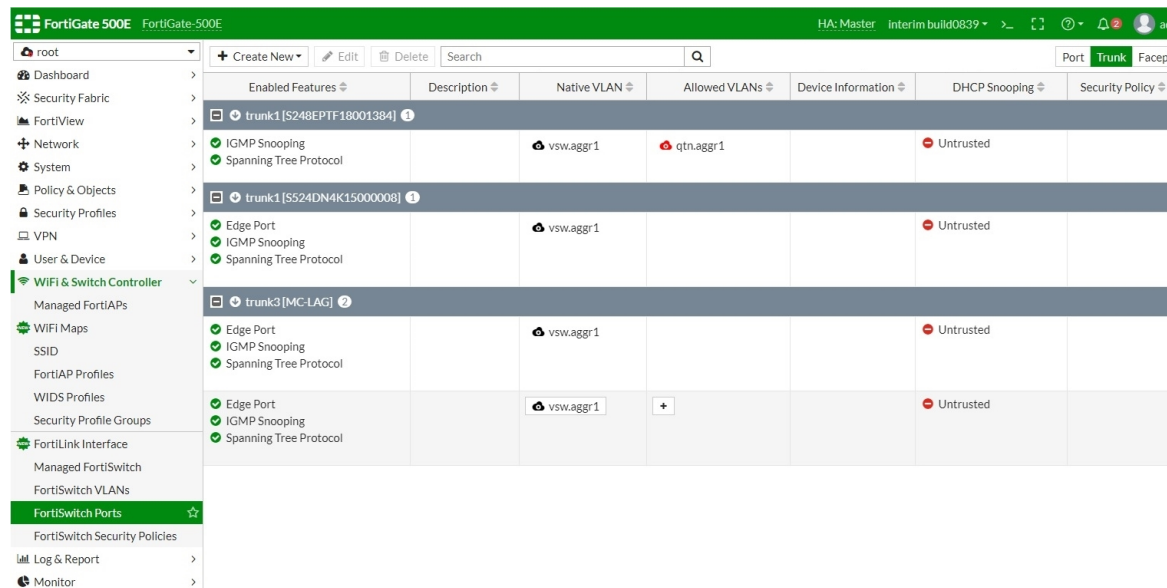 FortiGate 500E FortiGate-500E HA: Master interim build0839 >_ 2
root
+ Create New Edit Delete Search Port Trunk Facep
Dashboard
Enabled Features Description Native VLAN Allowed VLANs Device Information DHCP Snooping Security Policy
Security Fabric
trunk1 [S248EPTF18001384] 1
FortiView
Network
IGMP Snooping vsw.aggr1 qtn.aggr1 Untrusted
Spanning Tree Protocol
System
Policy & Objects
trunk1 [S524DN4K15000008] 1
Security Profiles
VPN
Edge Port vsw.aggr1 Untrusted
IGMP Snooping
User & Device
Spanning Tree Protocol
WiFi & Switch Controller
Managed FortiAPs
trunk3 [MC-LAG] 2
WiFi Maps
Edge Port vsw.aggr1 Untrusted
IGMP Snooping
SSID
Spanning Tree Protocol
FortiAP Profiles
WIDS Profiles
Edge Port vsw.aggr1 + Untrusted
Security Profile Groups
IGMP Snooping
FortiLink Interface
Spanning Tree Protocol
Managed FortiSwitch
FortiSwitch VLANs
FortiSwitch Ports
FortiSwitch Security Policies
Log & Report
Monitor